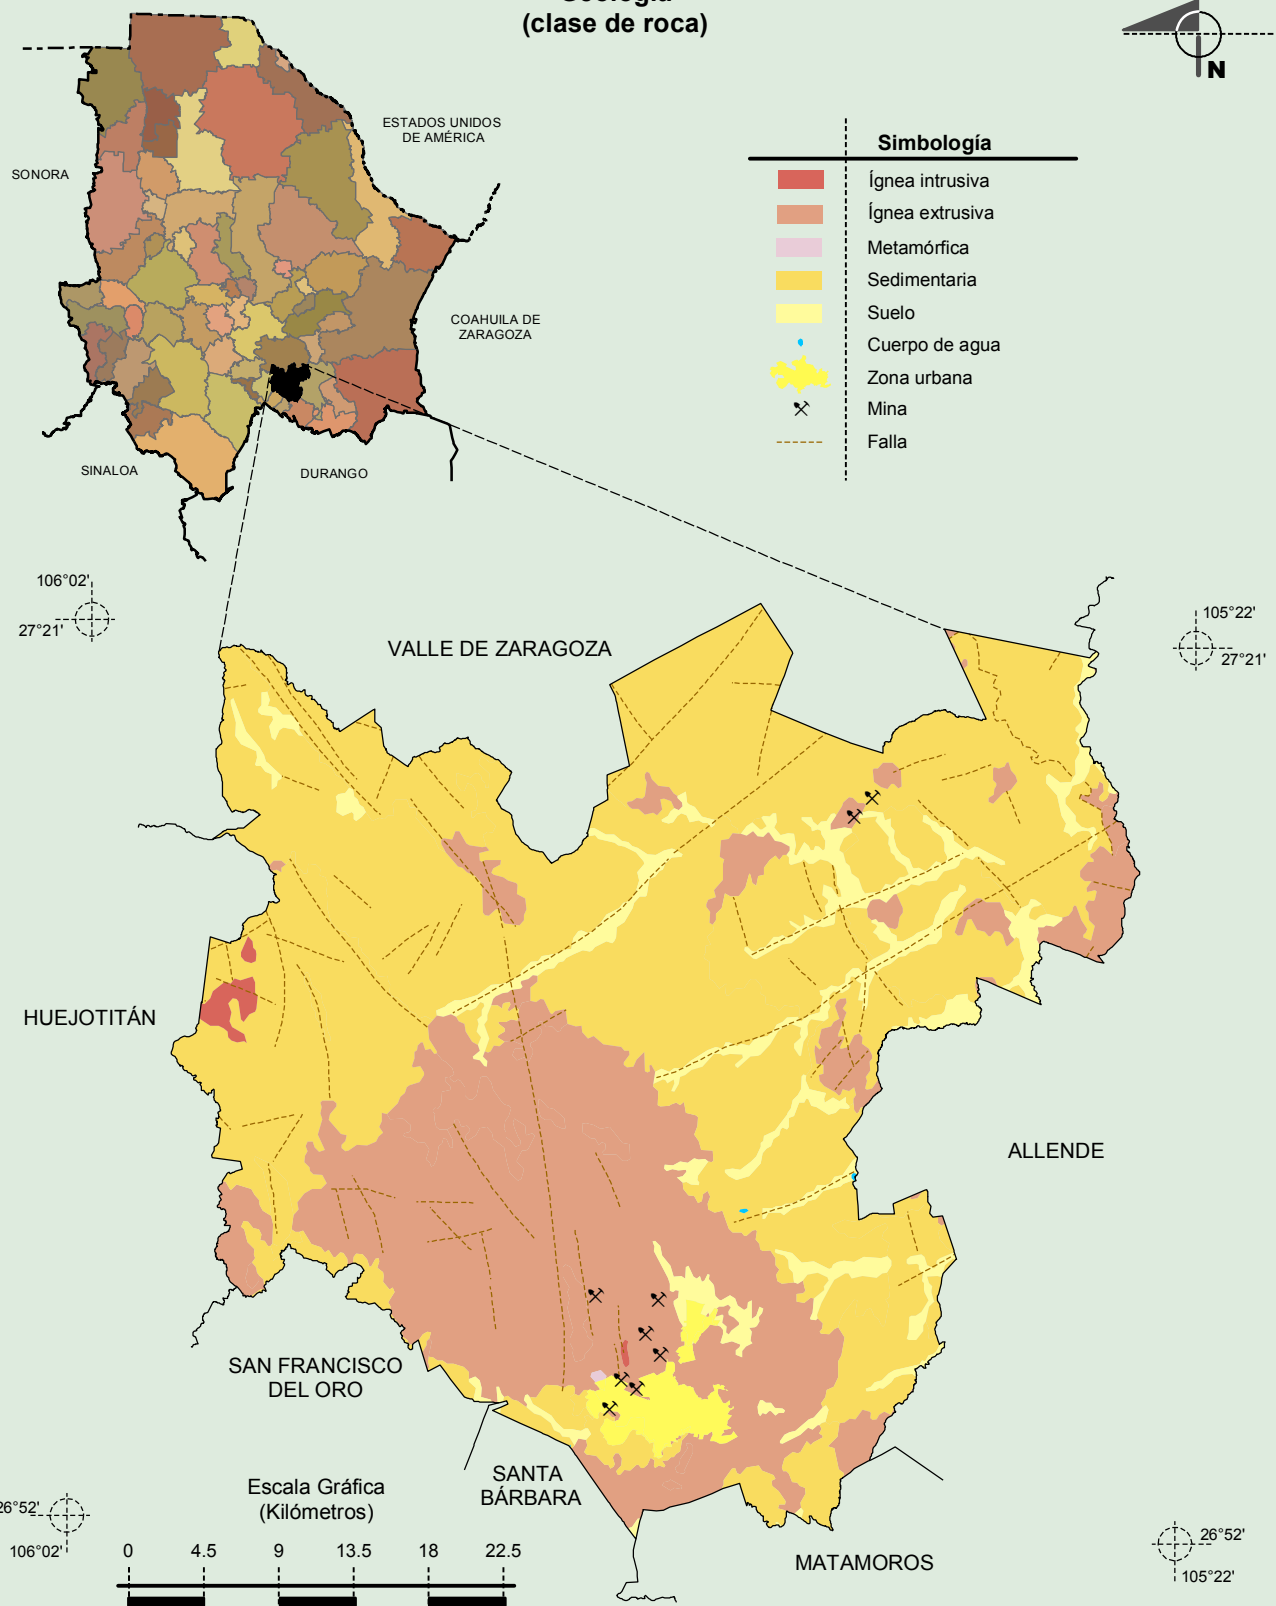 (clase de roca)
N
ESTADOS UNIDOS
DE AMÉRICA
SONORA
COAHUILA DE
ZARAGOZA
SINALOA
DURANGO
Simbología
Ígnea intrusiva
Ígnea extrusiva
Metamórfica
Sedimentaria
Suelo
Cuerpo de agua
Zona urbana
Mina
Falla
106°02'
27°21'
105°22'
27°21'
VALLE DE ZARAGOZA
HUEJOTITÁN
ALLENDE
SAN FRANCISCO
DEL ORO
SANTA
BÁRBARA
MATAMOROS
Escala Gráfica
(Kilómetros)
0 4.5 9 13.5 18 22.5
26°52'
106°02'
26°52'
105°22'